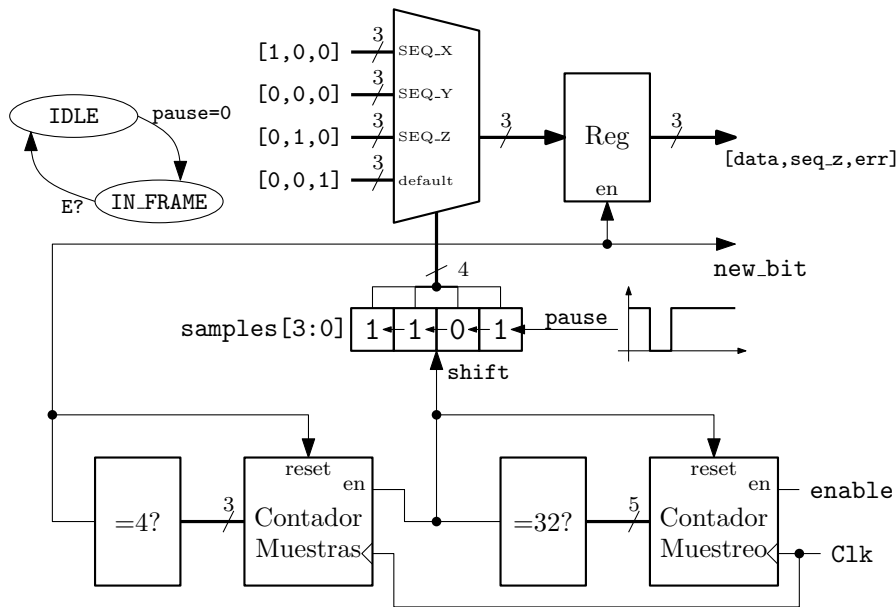 [1,0,0]
3
SEQ_X
[0,0,0]
3
SEQ_Y
[0,1,0]
3
SEQ_Z
[0,0,1]
3
default
3
Reg
en
3
[data,seq_z,err]
IDLE
pause=0
IN_FRAME
E?
new_bit
4
samples[3:0]
1 1 0 1
pause
shift
=4?
3
reset
en
Contador
Muestras
=32?
5
reset
en
Contador
Muestreo
enable
Clk